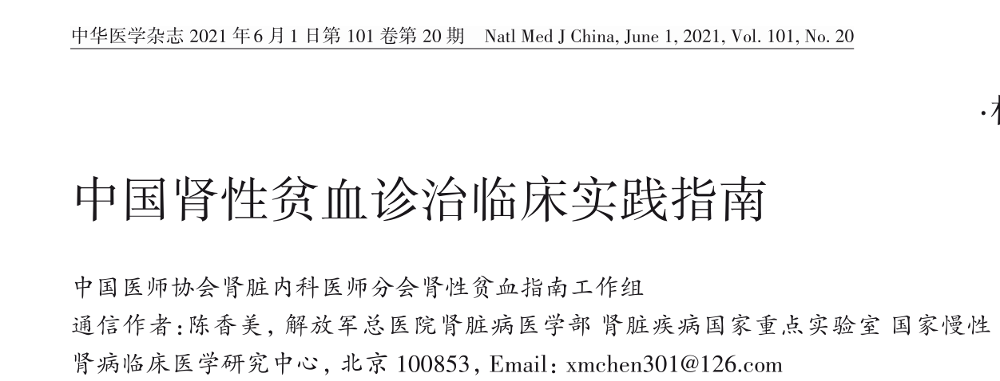 中华医学杂志 2021 年 6 月 1 日第 101 卷第 20 期 Natl Med J China, June 1, 2021, Vol. 101, No. 20
中国肾性贫血诊治临床实践指南
中国医师协会肾脏内科医师分会肾性贫血指南工作组
通信作者:陈香美, 解放军总医院肾脏病医学部 肾脏疾病国家重点实验室 国家慢性
肾病临床医学研究中心, 北京 100853, Email: xmchen301@126.com